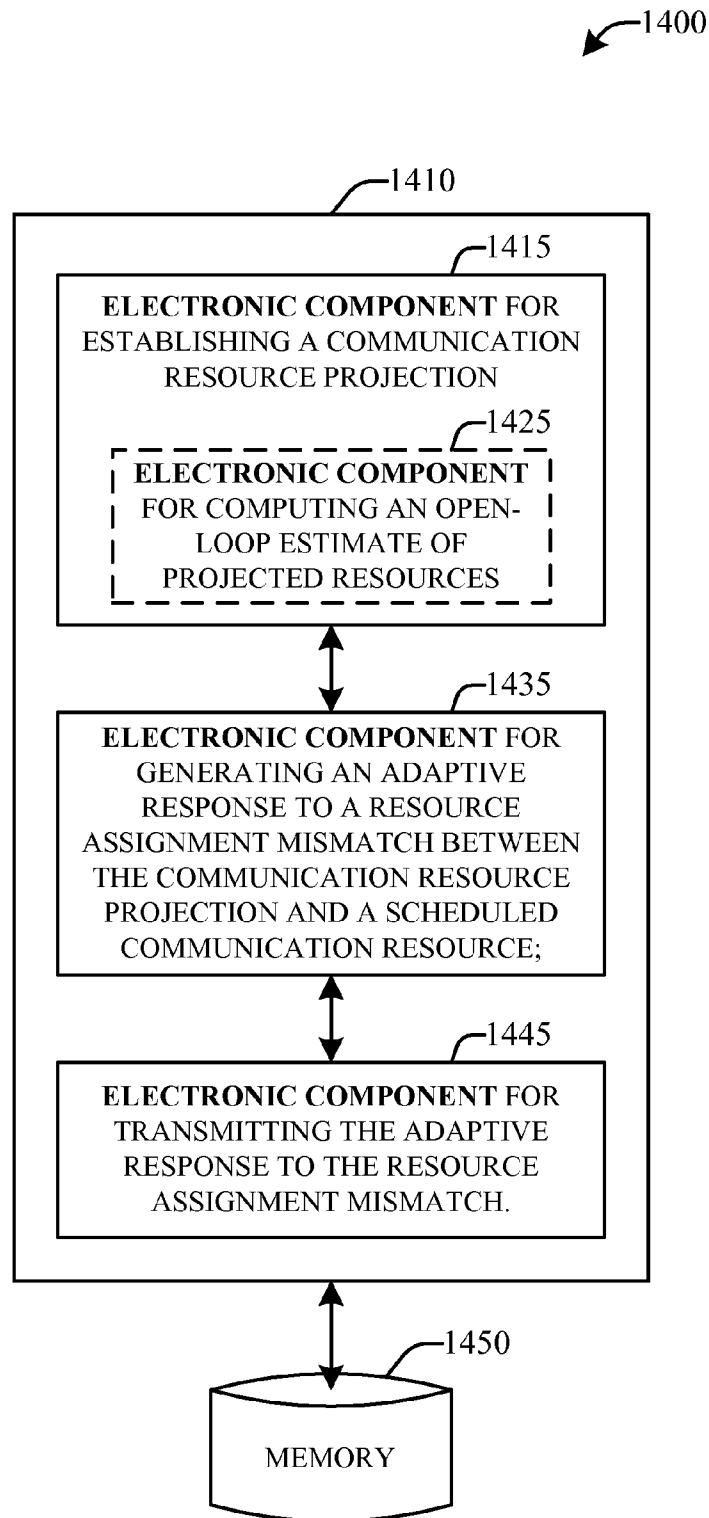 1400
1410
1415
ELECTRONIC COMPONENT FOR
ESTABLISHING A COMMUNICATION
RESOURCE PROJECTION
1425
ELECTRONIC COMPONENT
FOR COMPUTING AN OPEN-
LOOP ESTIMATE OF
PROJECTED RESOURCES
1435
ELECTRONIC COMPONENT FOR
GENERATING AN ADAPTIVE
RESPONSE TO A RESOURCE
ASSIGNMENT MISMATCH BETWEEN
THE COMMUNICATION RESOURCE
PROJECTION AND A SCHEDULED
COMMUNICATION RESOURCE;
1445
ELECTRONIC COMPONENT FOR
TRANSMITTING THE ADAPTIVE
RESPONSE TO THE RESOURCE
ASSIGNMENT MISMATCH.
1450
MEMORY